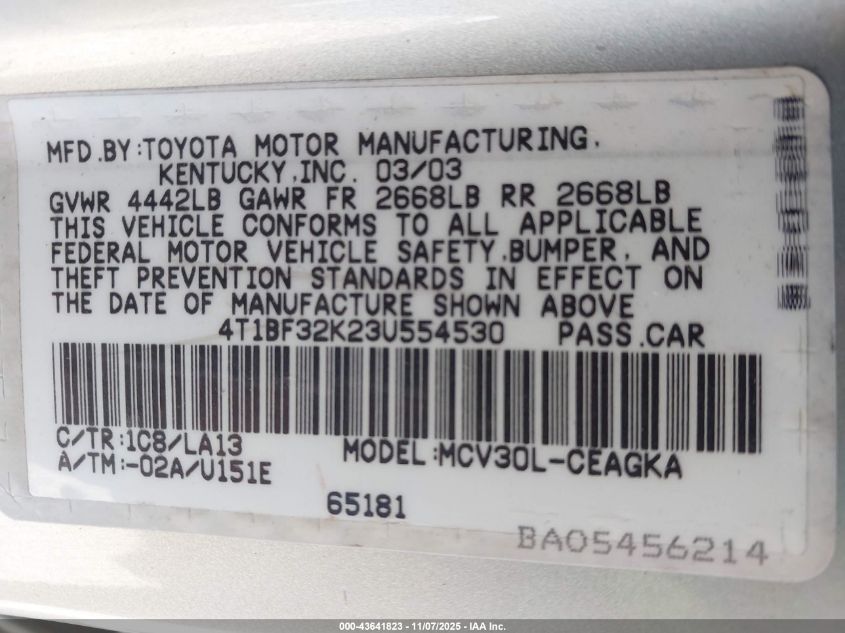 MFD.BY:TOYOTA MOTOR MANUFACTURING,
KENTUCKY,INC. 03/03
GVWR 4442LB GAWR FR 2668LB RR 2668LB
THIS VEHICLE CONFORMS TO ALL APPLICABLE
FEDERAL MOTOR VEHICLE SAFETY,BUMPER, AND
THEFT PREVENTION STANDARDS IN EFFECT ON
THE DATE OF MANUFACTURE SHOWN ABOVE
4T1BF32K23U554530 PASS.CAR
C/TR:1C8/LA13 MODEL:MCV30L-CEAGKA
A/TM:-02A/U151E
65181
BA05456214
000-43641823 - 11/07/2025 - IAA Inc.